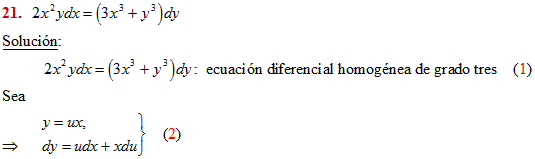 21. 2x²ydx = (3x³ + y³)dy
Solución:
2x²ydx = (3x³ + y³)dy: ecuación diferencial homogénea de grado tres (1)
Sea
y = ux,
⇒ dy = udx + xdu} (2)